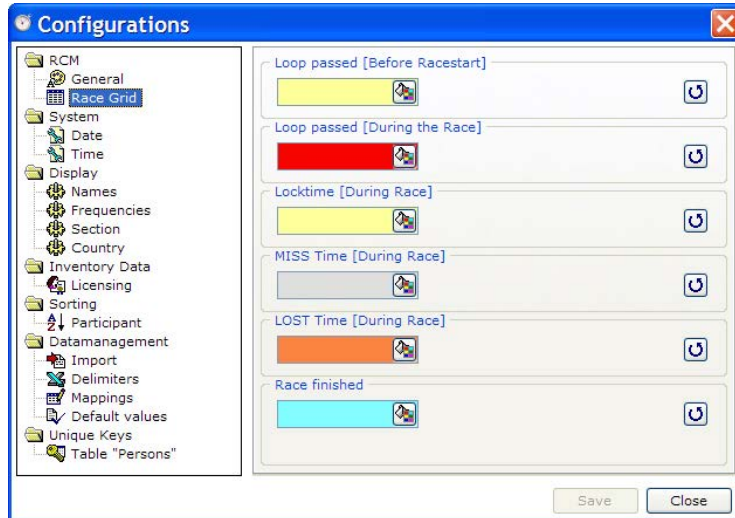 Configurations
RCM
General
Race Grid
System
Date
Time
Display
Names
Frequencies
Section
Country
Inventory Data
Licensing
Sorting
Participant
Datamanagement
Import
Delimiters
Mappings
Default values
Unique Keys
Table "Persons"
Loop passed [Before Racestart]
Loop passed [During the Race]
Locktime [During Race]
MISS Time [During Race]
LOST Time [During Race]
Race finished
Save
Close